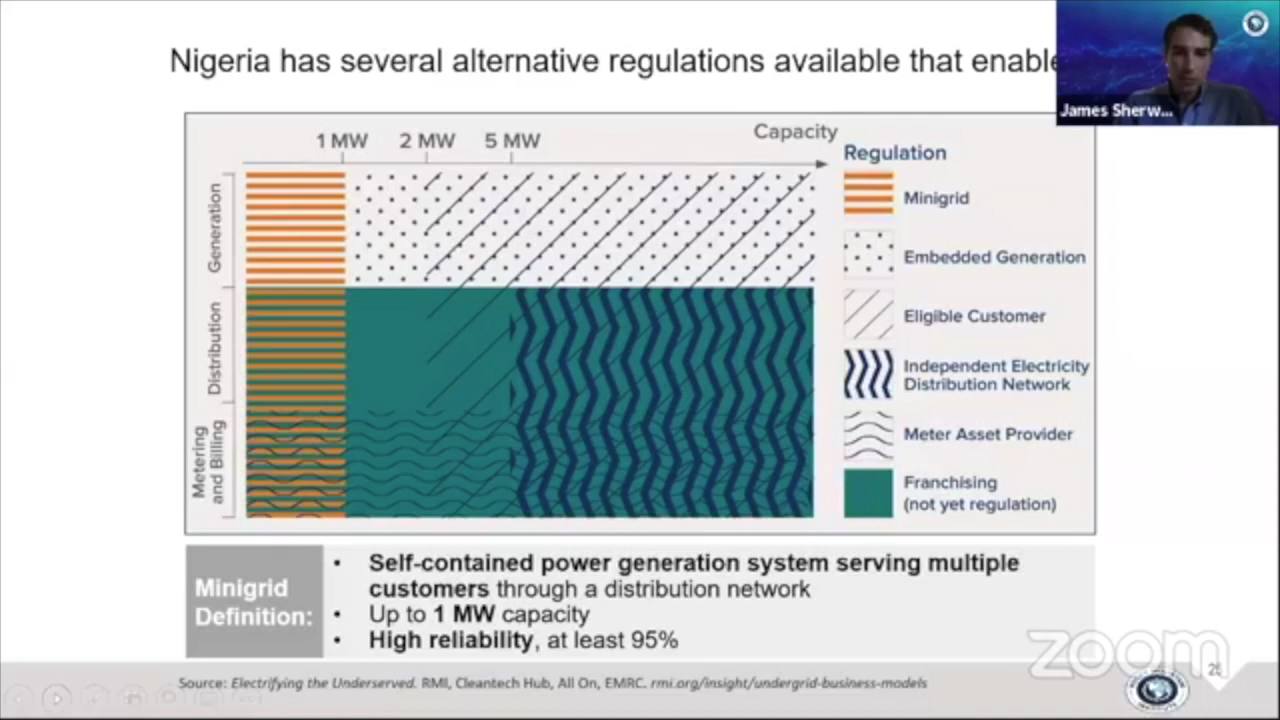 Nigeria has several alternative regulations available that enable
James Sherw...
1 MW
2 MW
5 MW
Capacity
Regulation
Generation
Distribution
Metering
and Billing
Minigrid
Embedded Generation
Eligible Customer
Independent Electricity
Distribution Network
Meter Asset Provider
Franchising
(not yet regulation)
Minigrid
Definition:
• Self-contained power generation system serving multiple
customers through a distribution network
• Up to 1 MW capacity
• High reliability, at least 95%
zoom
Source: Electrifying the Underserved. RMI, Cleantech Hub, All On, EMRC. rmi.org/insight/undergrid-business-models